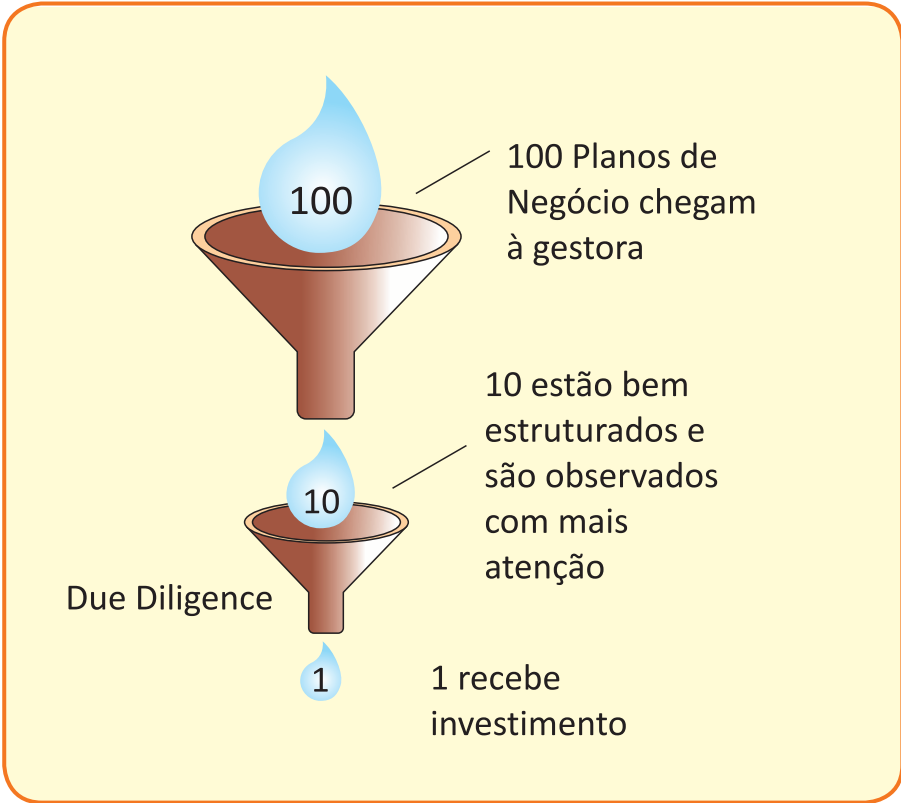 100
100 Planos de
Negócio chegam
à gestora
10 estão bem
estruturados e
são observados
com mais
atenção
10
Due Diligence
1
1 recebe
investimento